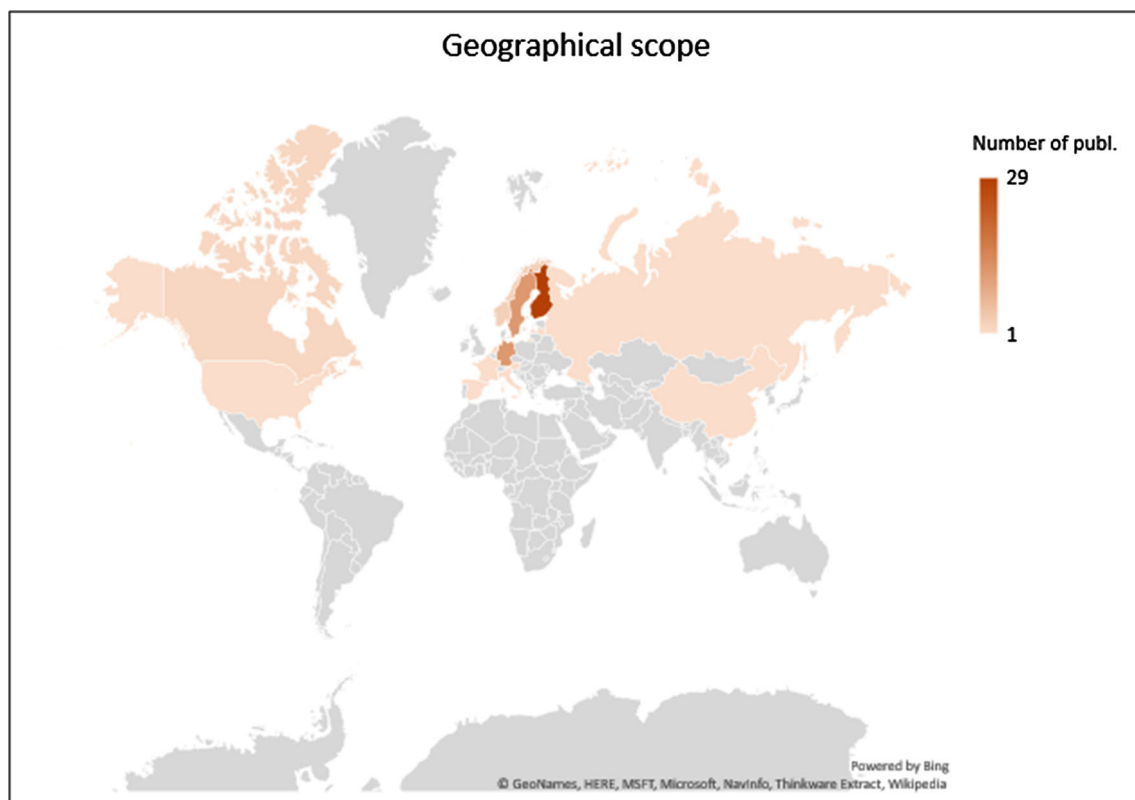 Geographical scope
Number of publ.
29
1
Powered by Bing
© GeoNames, HERE, MSFT, Microsoft, NavInfo, Thinkware Extract, Wikipedia